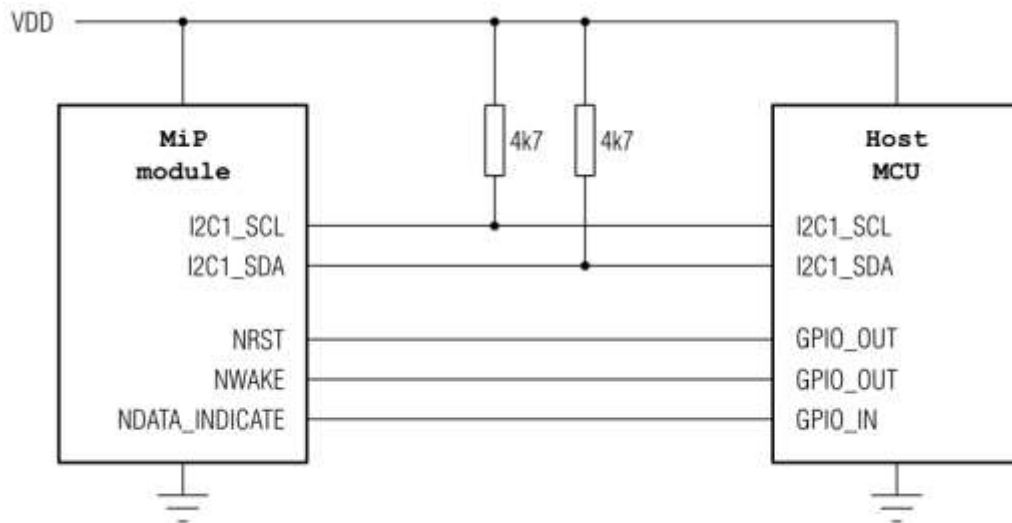 VDD
MiP
module
I2C1_SCL
I2C1_SDA
NRST
NWAKE
NDATA_INDICATE
4k7
4k7
Host
MCU
I2C1_SCL
I2C1_SDA
GPIO_OUT
GPIO_OUT
GPIO_IN